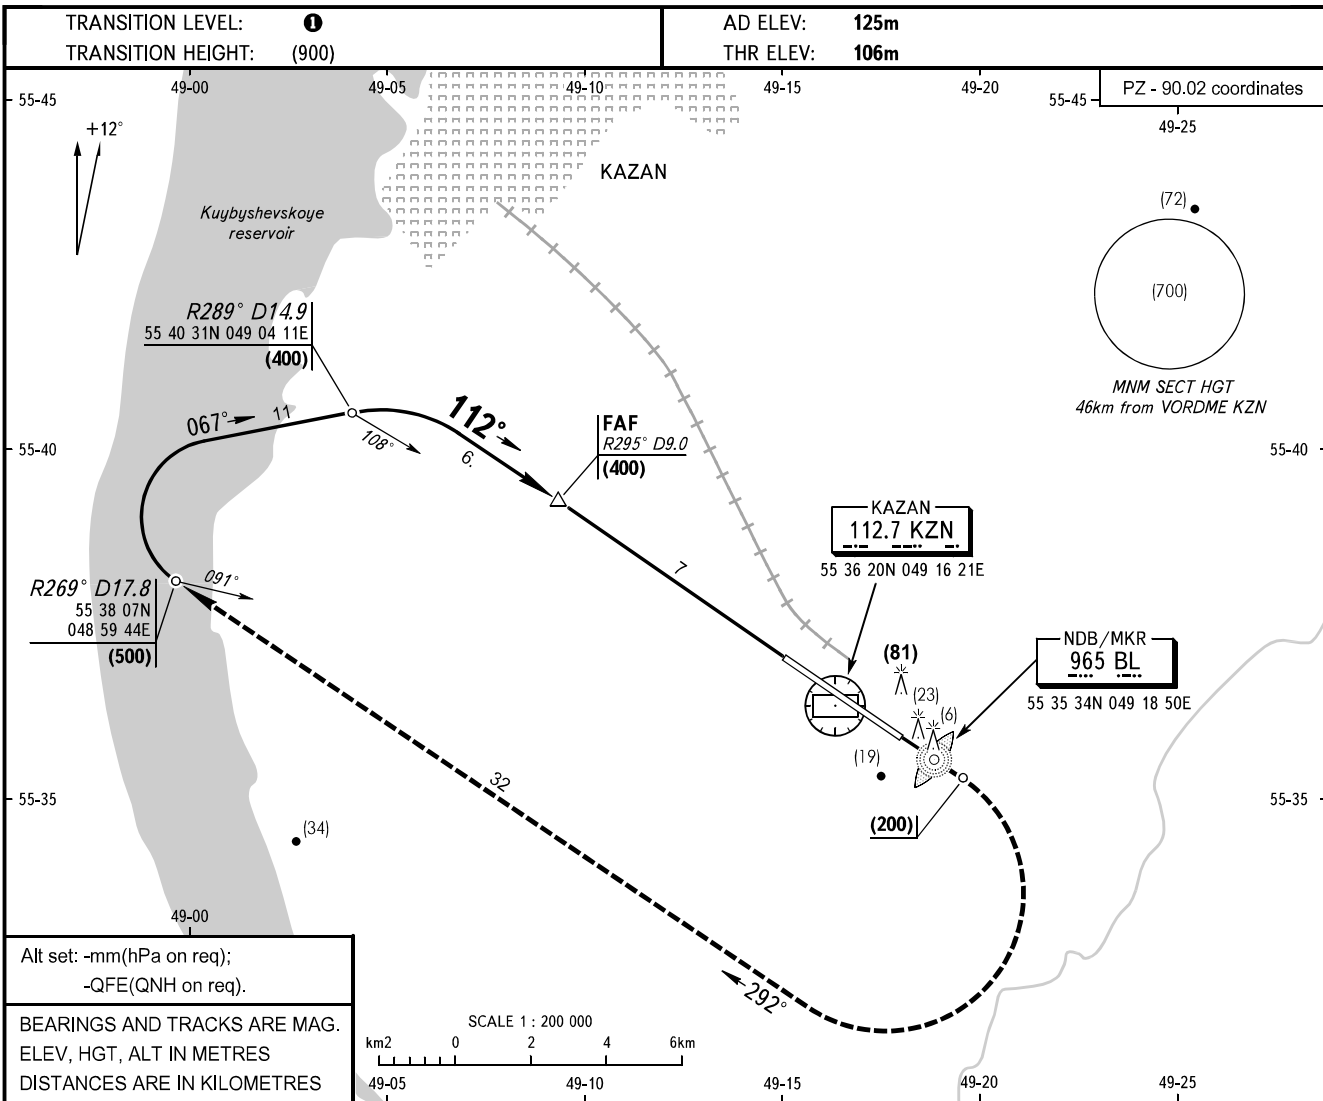 TRANSITION LEVEL: ❶
TRANSITION HEIGHT: (900)
AD ELEV: 125m
THR ELEV: 106m
49-00
49-05
49-10
49-15
49-20
55-45
55-45
PZ - 90.02 coordinates
49-25
+12°
KAZAN
Kuybyshevskoye
reservoir
(72)
(700)
MNM SECT HGT
46km from VORDME KZN
R289° D14.9
55 40 31N 049 04 11E
(400)
067°
11
108°
112°
6.
FAF
R295° D9.0
(400)
55-40
55-40
KAZAN
112.7 KZN
55 36 20N 049 16 21E
7
091°
R269° D17.8
55 38 07N
048 59 44E
(500)
(81)
(23)
(6)
(19)
NDB/MKR
965 BL
55 35 34N 049 18 50E
32
55-35
55-35
(200)
(34)
49-00
292°
Alt set: -mm(hPa on req);
-QFE(QNH on req).
BEARINGS AND TRACKS ARE MAG.
ELEV, HGT, ALT IN METRES
DISTANCES ARE IN KILOMETRES
SCALE 1 : 200 000
km2 0 2 4 6km
49-05
49-10
49-15
49-20
49-25